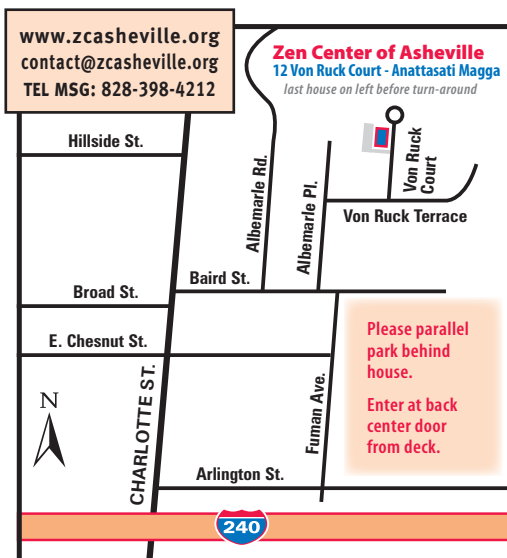 www.zcasheville.org
contact@zcasheville.org
TEL MSG: 828-398-4212
Zen Center of Asheville
12 Von Ruck Court - Anattasati Magga
last house on left before turn-around
Hillside St.
Albemarle Rd.
Albemarle Pl.
Von Ruck
Court
Von Ruck Terrace
Baird St.
Broad St.
E. Chesnut St.
Please parallel
park behind
house.
Enter at back
center door
from deck.
N
CHARLOTTE ST.
Fuman Ave.
Arlington St.
240